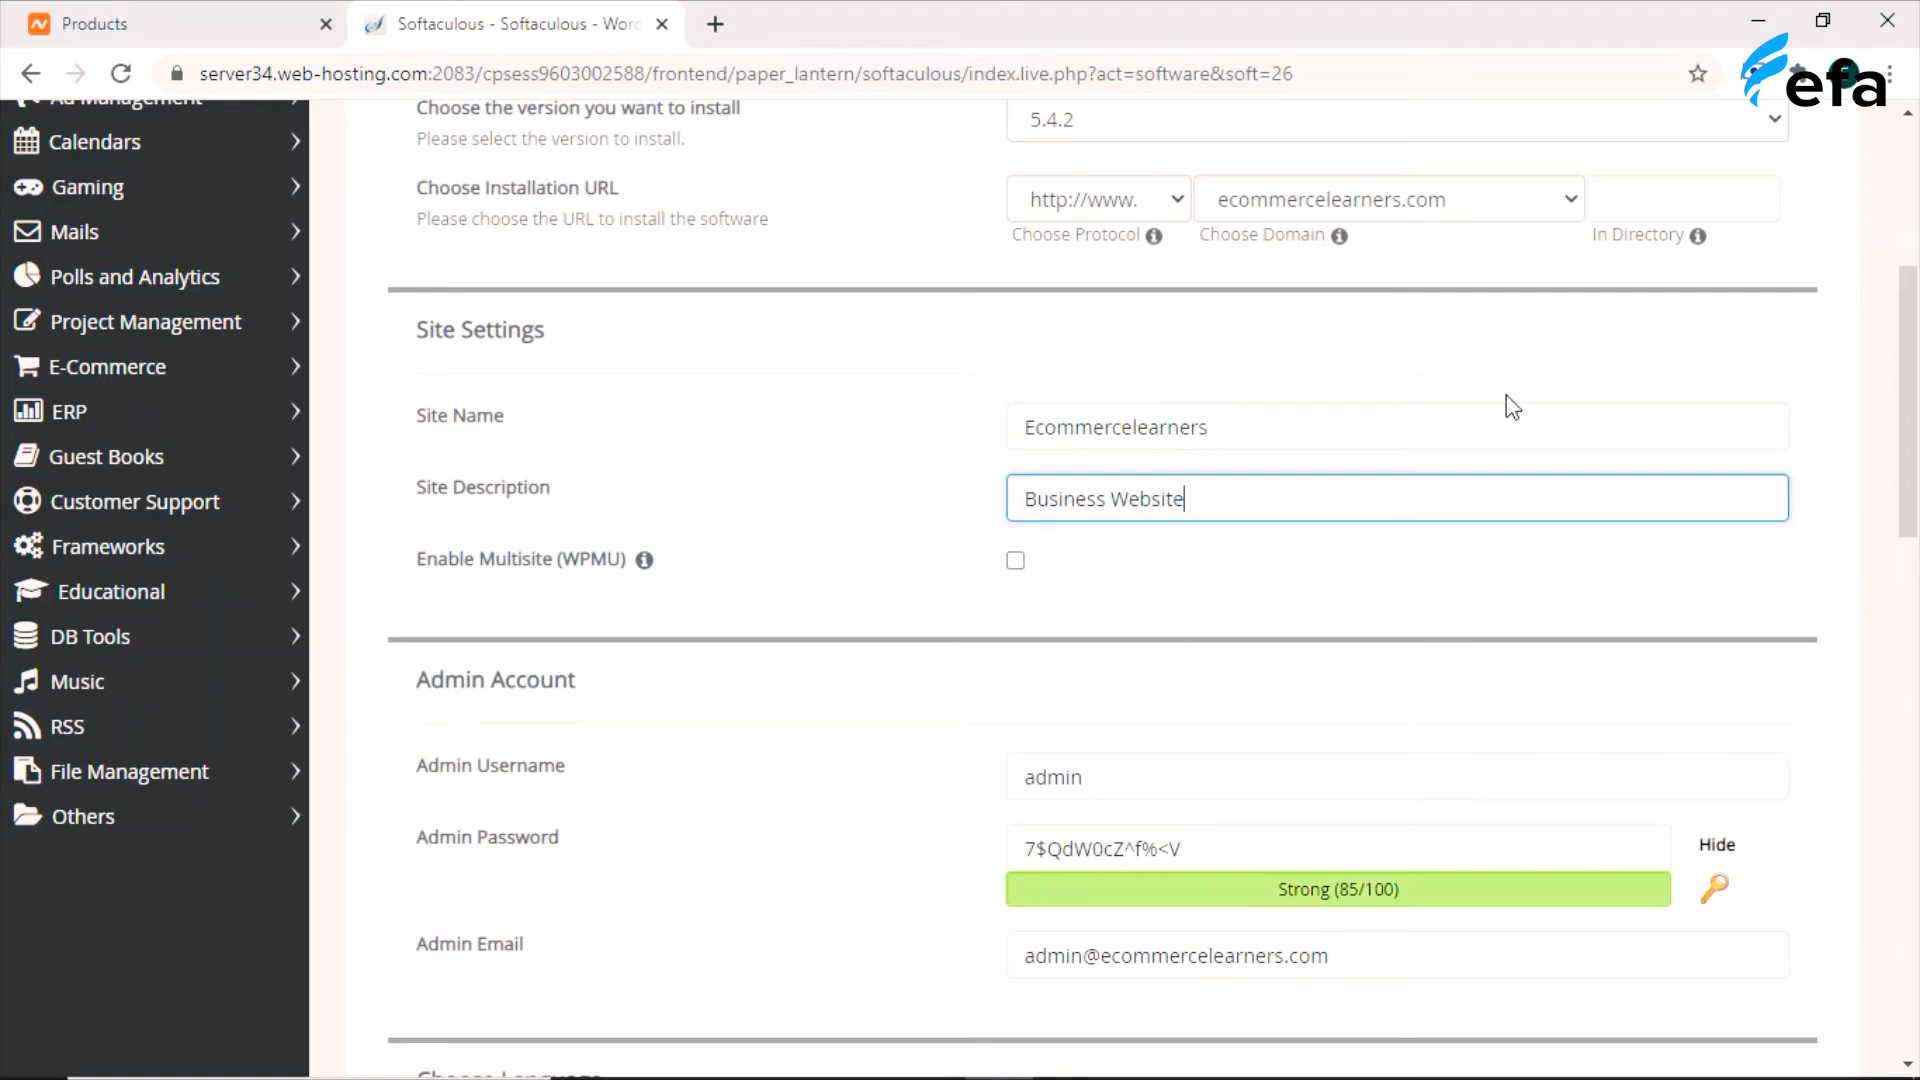 Products
Softaculous - Softaculous - Word
server34.web-hosting.com:2083/cpsess9603002588/frontend/paper_lantern/softaculous/index.live.php?act=software&soft=26
efa
Ad Management
Calendars
Gaming
Mails
Polls and Analytics
Project Management
E-Commerce
ERP
Guest Books
Customer Support
Frameworks
Educational
DB Tools
Music
RSS
File Management
Others
Choose the version you want to install
Please select the version to install.
5.4.2
Choose Installation URL
Please choose the URL to install the software
http://www.
ecommercelearners.com
Choose Protocol
Choose Domain
In Directory
Site Settings
Site Name
Ecommercelearners
Site Description
Business Website
Enable Multisite (WPMU)
Admin Account
Admin Username
admin
Admin Password
7$QdW0cZ^f%<V
Hide
Strong (85/100)
Admin Email
admin@ecommercelearners.com
Choose Language